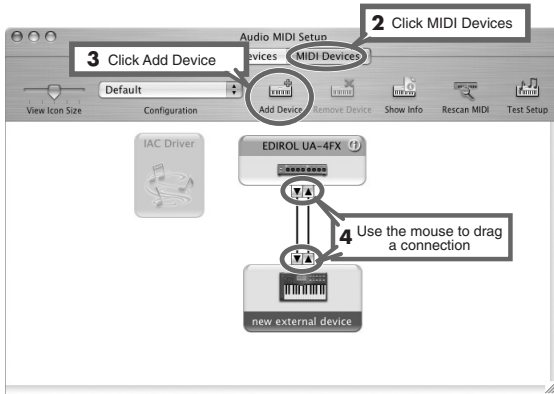 2 Click MIDI Devices
Audio MIDI Setup
3 Click Add Device
evices
MIDI Devices
Default
View Icon Size
Configuration
Add Device
Remove Device
Show Info
Rescan MIDI
Test Setup
IAC Driver
EDIROL UA-4FX
4 Use the mouse to drag
a connection
new external device